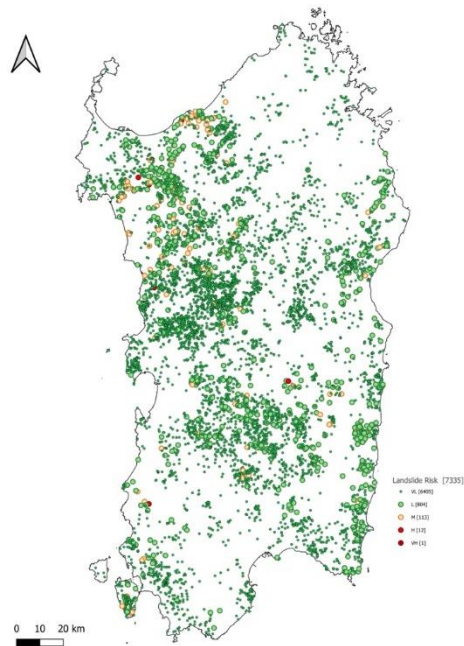 Landslide Risk [7335]
VL [6405]
L [804]
M [113]
H [12]
VH [1]
0 10 20 km